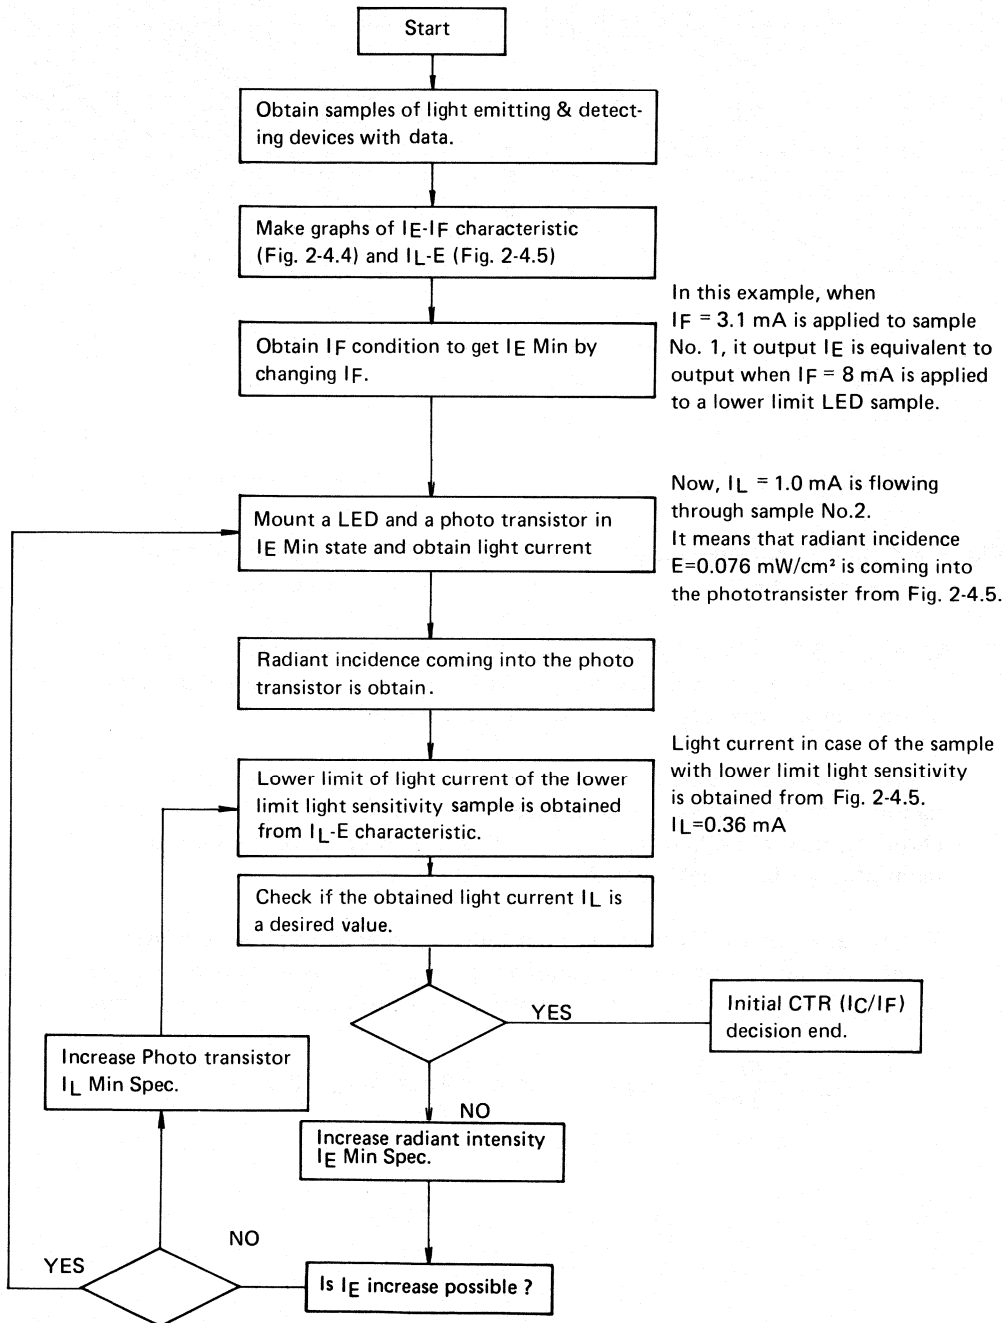 Start
Obtain samples of light emitting & detect-
ing devices with data.
Make graphs of IE-IF characteristic
(Fig. 2-4.4) and IL-E (Fig. 2-4.5)
Obtain IF condition to get IE Min by
changing IF.
In this example, when
IF = 3.1 mA is applied to sample
No. 1, it output IE is equivalent to
output when IF = 8 mA is applied
to a lower limit LED sample.
Mount a LED and a photo transistor in
IE Min state and obtain light current
Now, IL = 1.0 mA is flowing
through sample No.2.
It means that radiant incidence
E=0.076 mW/cm² is coming into
the phototransister from Fig. 2-4.5.
Radiant incidence coming into the photo
transistor is obtain.
Lower limit of light current of the lower
limit light sensitivity sample is obtained
from IL-E characteristic.
Light current in case of the sample
with lower limit light sensitivity
is obtained from Fig. 2-4.5.
IL=0.36 mA
Check if the obtained light current IL is
a desired value.
YES
Initial CTR (IC/IF)
decision end.
NO
Increase Photo transistor
IL Min Spec.
Increase radiant intensity
IE Min Spec.
NO
YES
Is IE increase possible ?